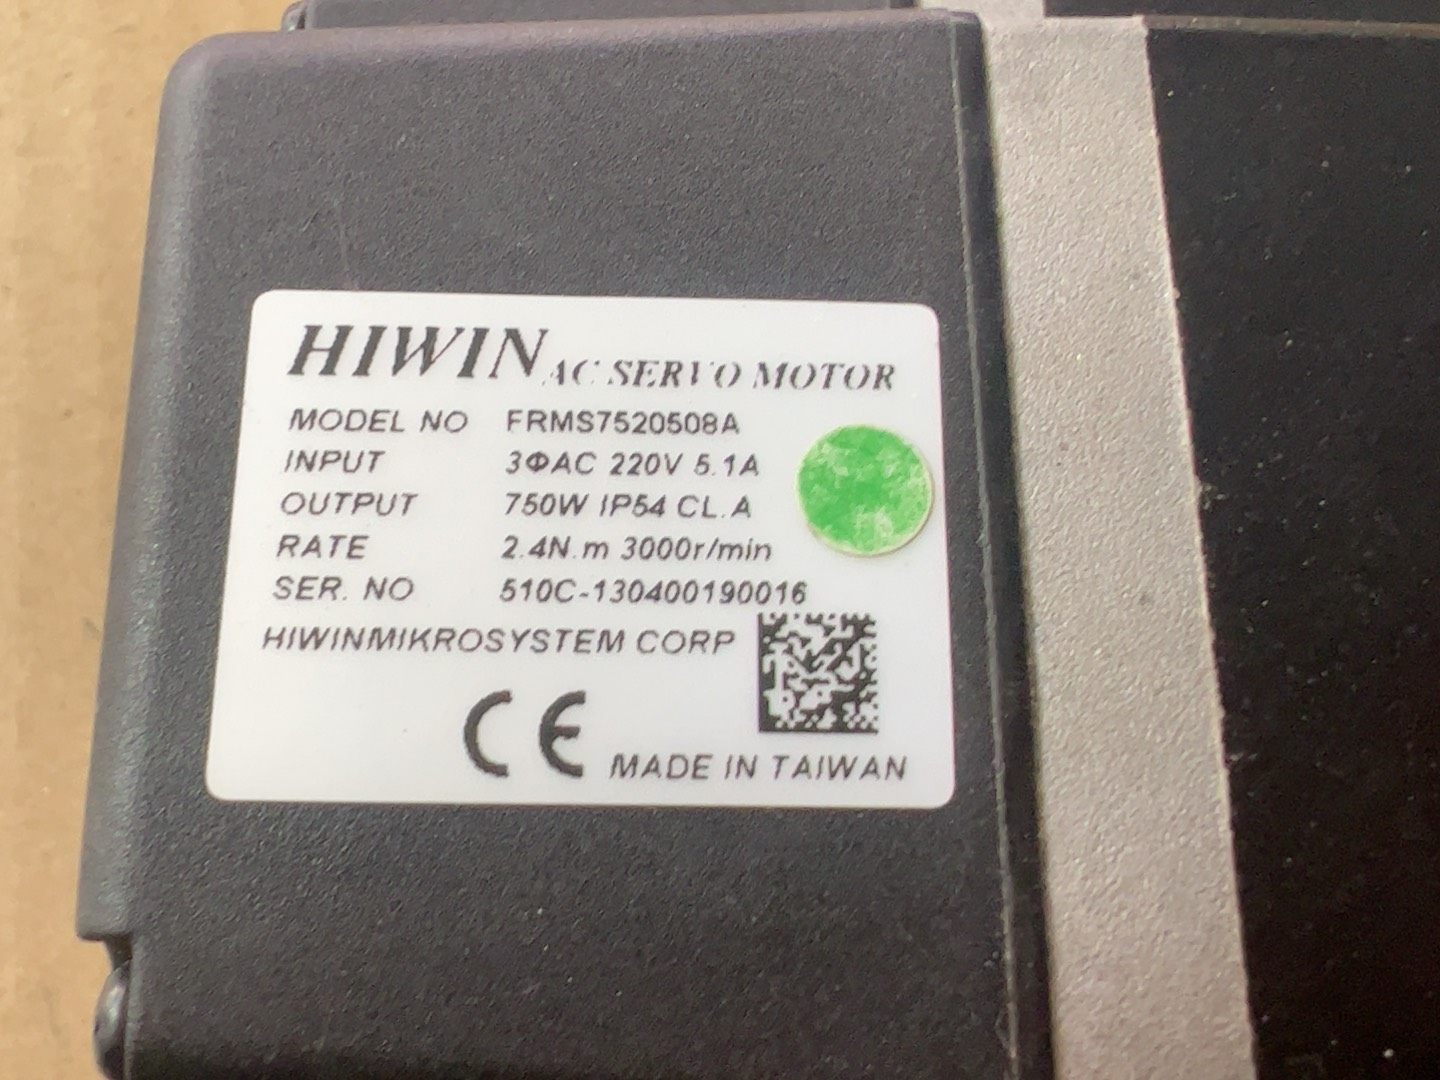 HIWIN AC SERVO MOTOR
MODEL NO FRMS7520508A
INPUT 3ΦAC 220V 5.1A
OUTPUT 750W IP54 CL.A
RATE 2.4N.m 3000r/min
SER. NO 510C-130400190016
HIWINMIKROSYSTEM CORP
CE MADE IN TAIWAN